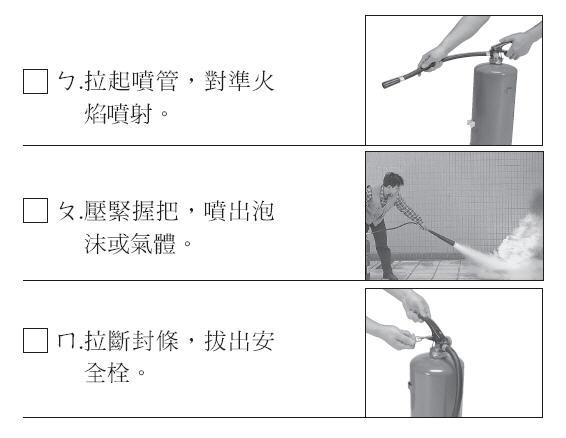 □ ㄅ.拉起噴管，對準火
焰噴射。
□ ㄆ.壓緊握把，噴出泡
沫或氣體。
□ ㄇ.拉斷封條，拔出安
全栓。